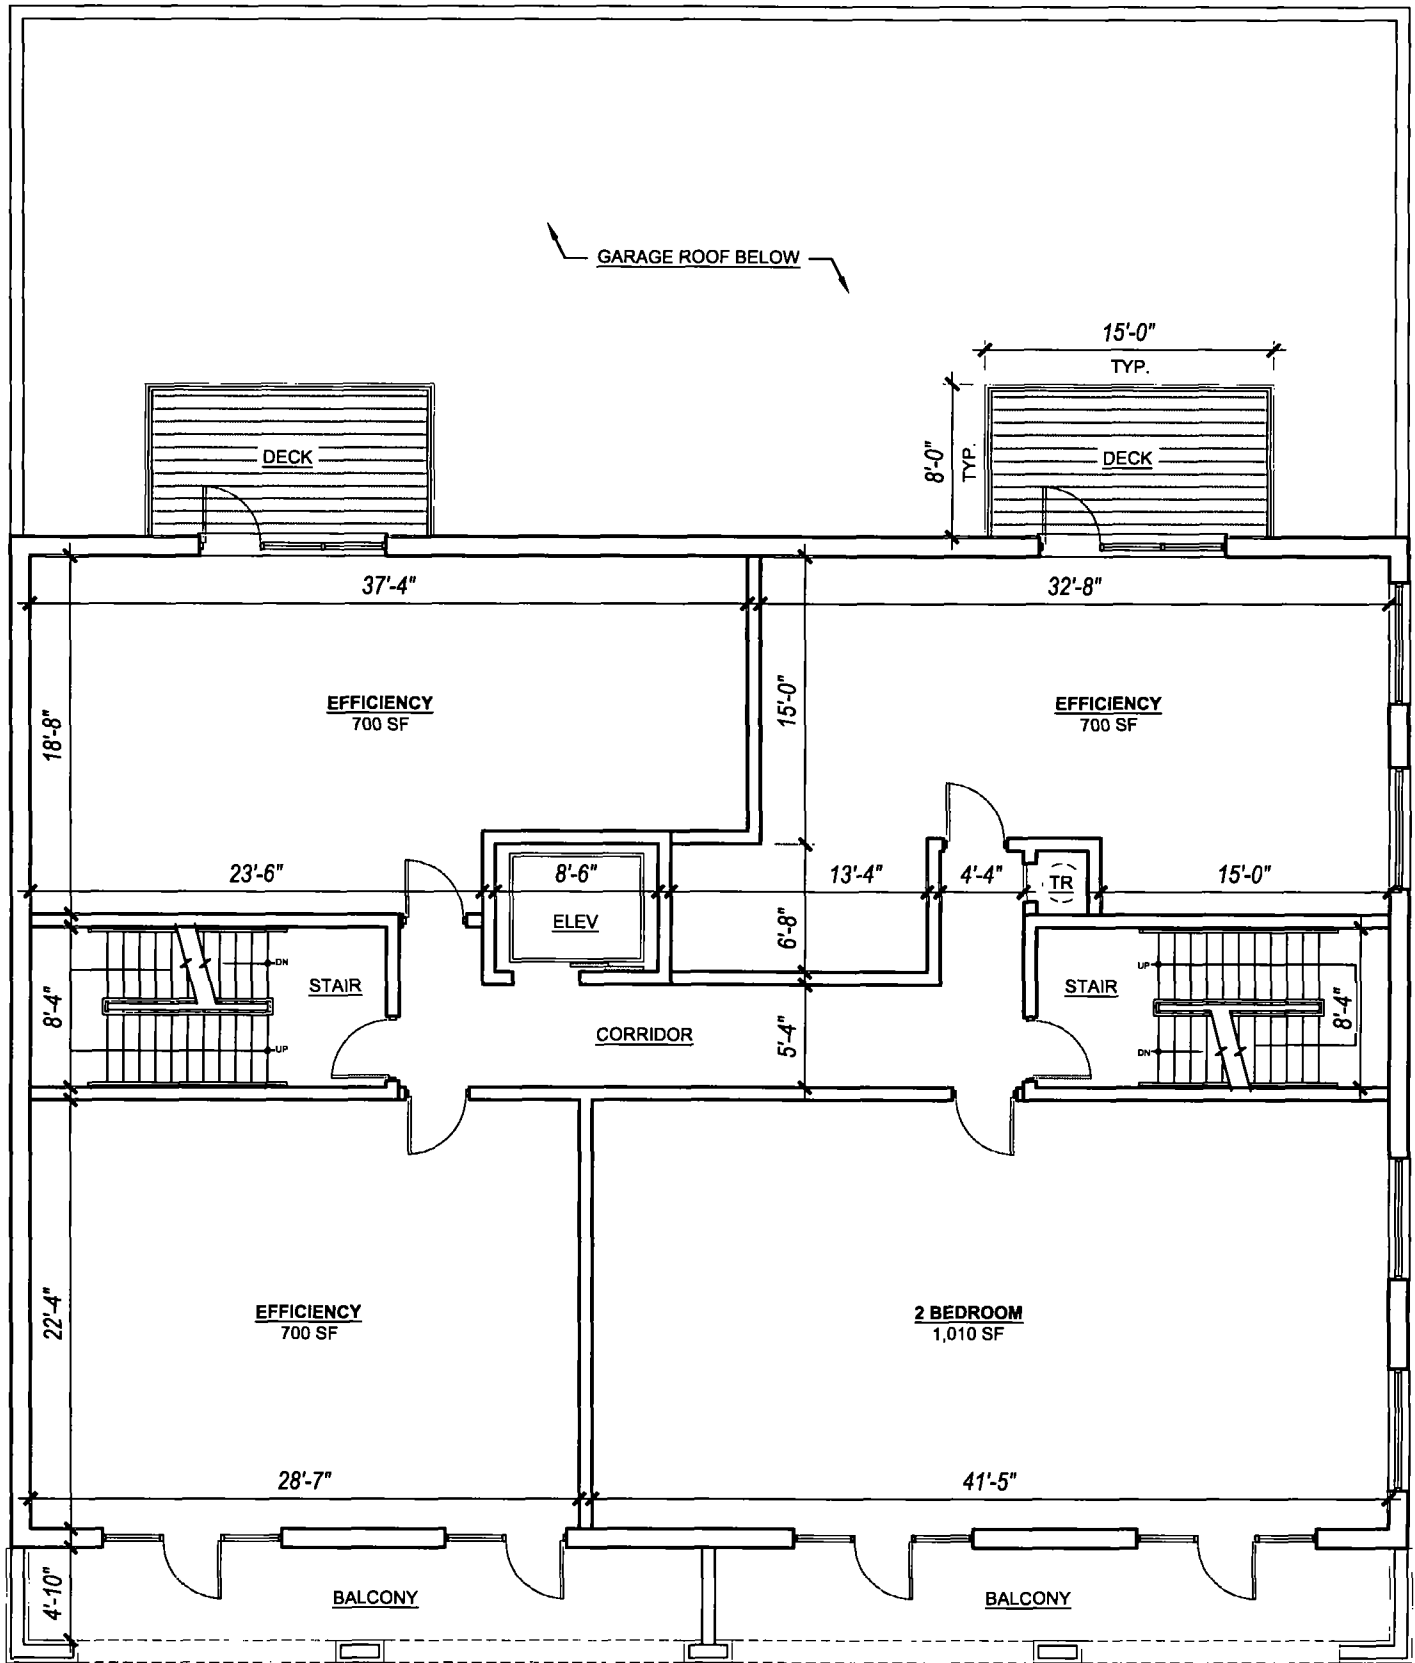 GARAGE ROOF BELOW
15'-0"
TYP.
8'-0"
TYP.
DECK
DECK
37'-4"
32'-8"
EFFICIENCY
700 SF
EFFICIENCY
700 SF
18'-8"
15'-0"
23'-6"
8'-6"
13'-4"
4'-4"
TR
15'-0"
ELEV
6'-8"
DN
UP
STAIR
STAIR
8'-4"
8'-4"
CORRIDOR
5'-4"
UP
DN
EFFICIENCY
700 SF
2 BEDROOM
1,010 SF
22'-4"
28'-7"
41'-5"
4'-10"
BALCONY
BALCONY